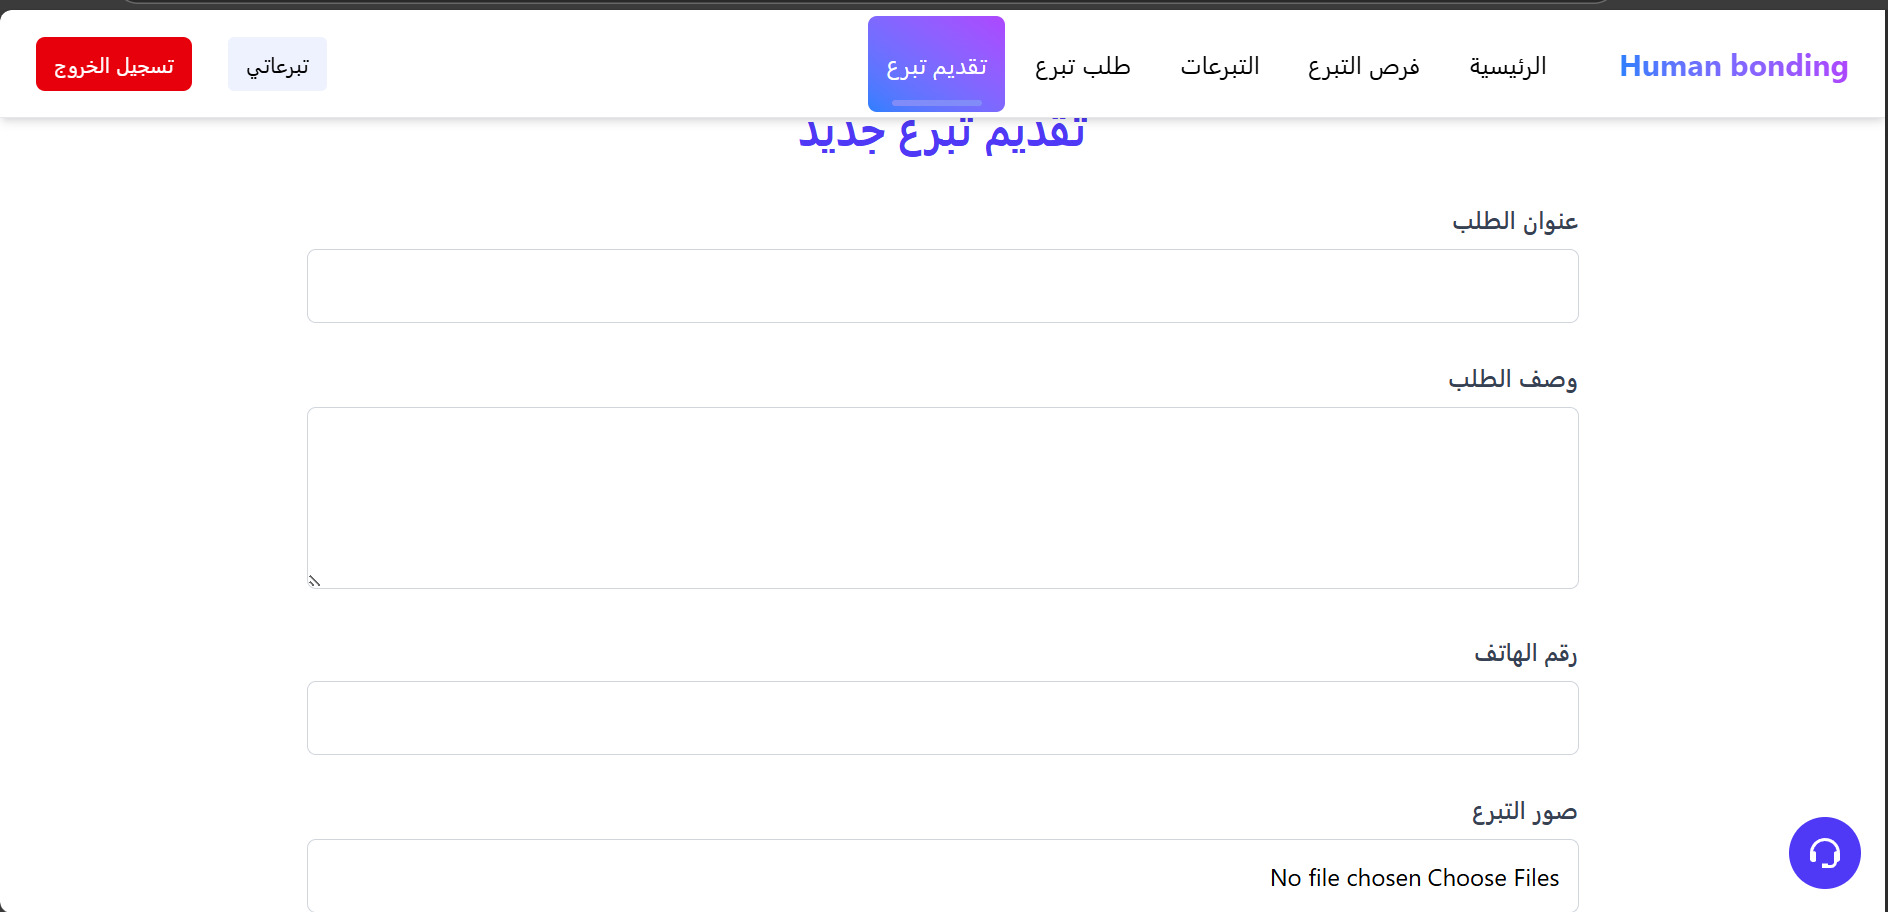 Human bonding
الرئيسية
فرص التبرع
التبرعات
طلب تبرع
تقديم تبرع
تبرعاتي
تسجيل الخروج
تقديم تبرع جديد
عنوان الطلب
وصف الطلب
رقم الهاتف
صور التبرع
No file chosen Choose Files